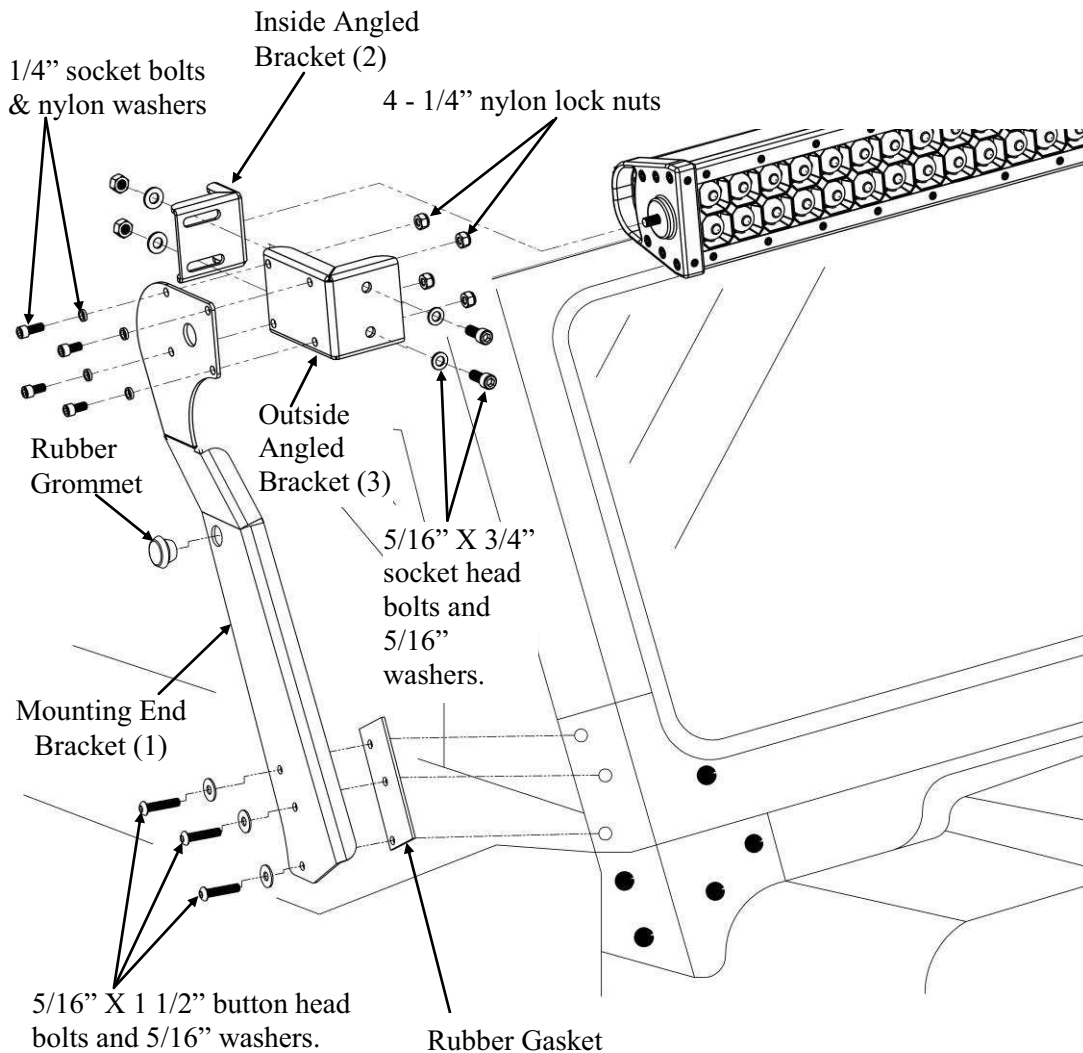 Inside Angled
Bracket (2)
1/4” socket bolts
& nylon washers
4 - 1/4” nylon lock nuts
Rubber
Grommet
Outside
Angled
Bracket (3)
5/16” X 3/4”
socket head
bolts and
5/16”
washers.
Mounting End
Bracket (1)
5/16” X 1 1/2” button head
bolts and 5/16” washers.
Rubber Gasket